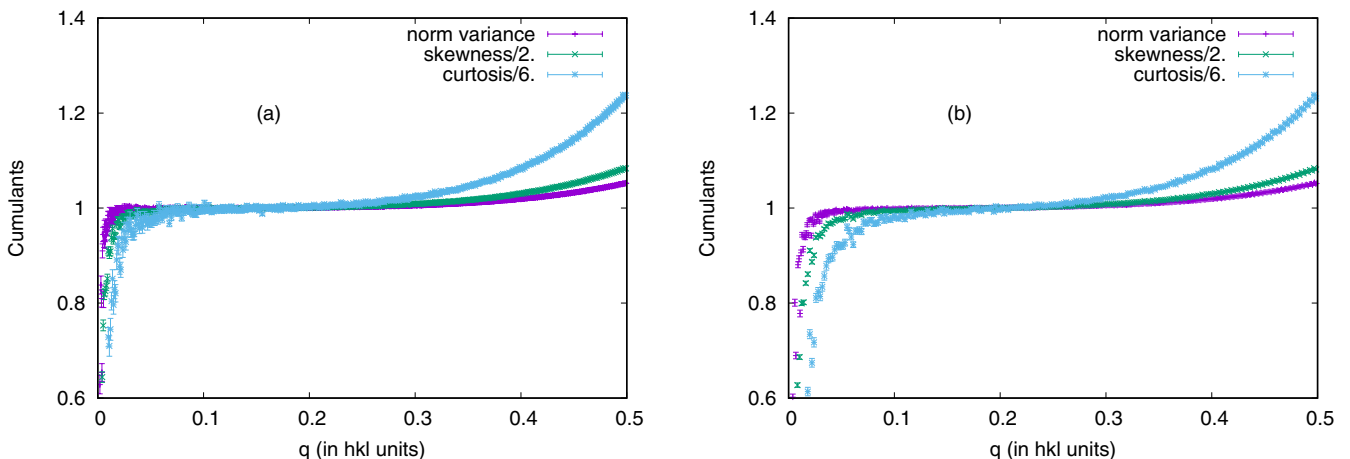 1.4
1.2
1
0.8
0.6
Cumulants
norm variance
skewness/2.
curtosis/6.
(a)
0
0.1
0.2
0.3
0.4
0.5
q (in hkl units)
1.4
1.2
1
0.8
0.6
Cumulants
norm variance
skewness/2.
curtosis/6.
(b)
0
0.1
0.2
0.3
0.4
0.5
q (in hkl units)